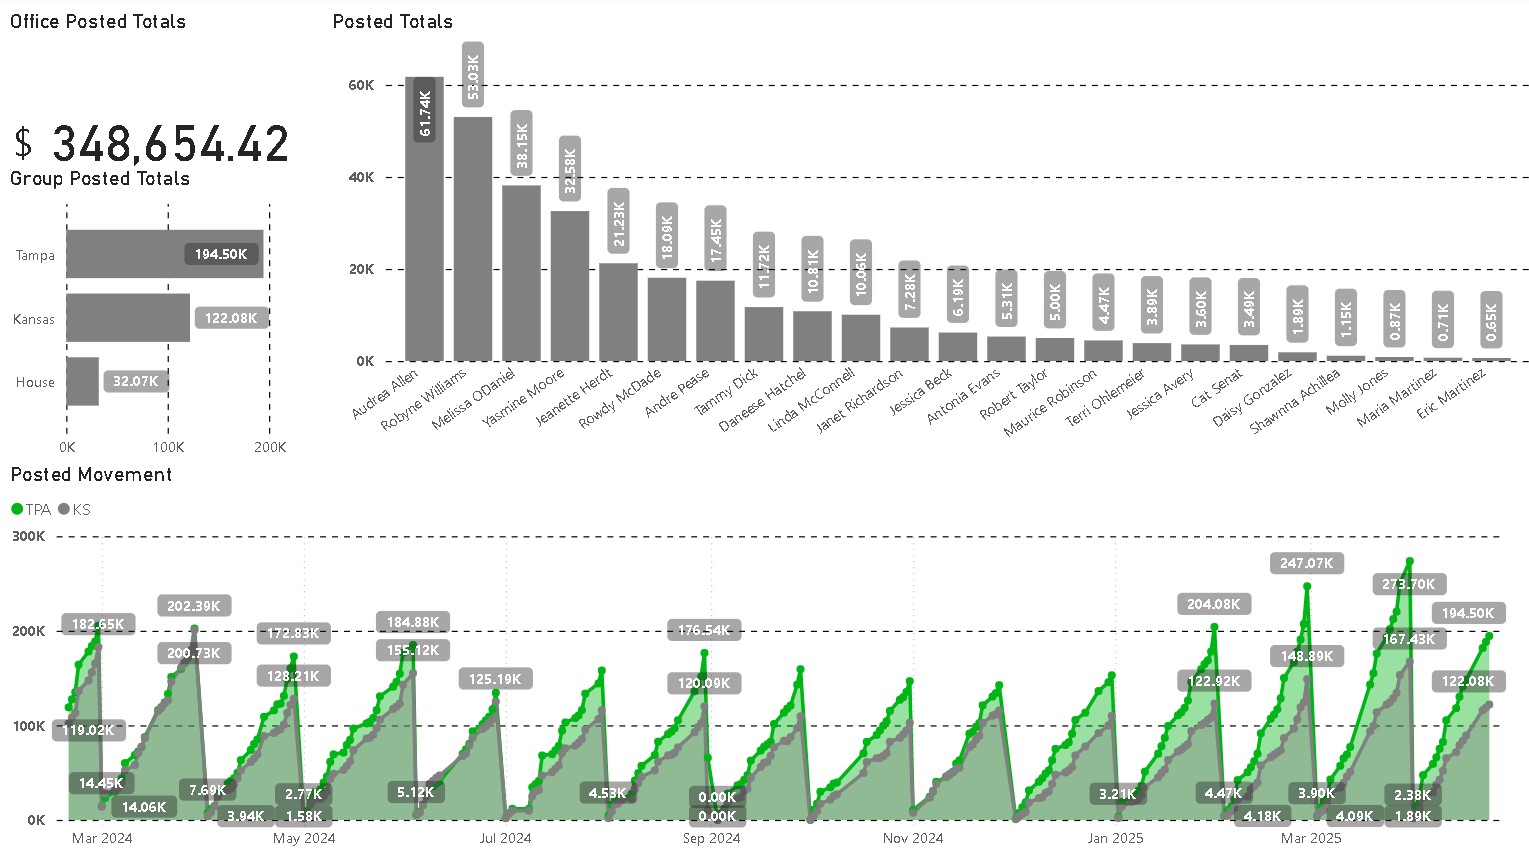 Office Posted Totals
$ 348,654.42
Group Posted Totals
Tampa 194.50K
Kansas 122.08K
House 32.07K
0K 100K 200K
Posted Totals
60K
40K
20K
0K
61.74K 53.03K 38.15K 32.58K 21.23K 18.09K 17.45K 11.72K 10.81K 10.06K 7.28K 6.19K 5.31K 5.00K 4.47K 3.89K 3.60K 3.49K 1.89K 1.15K 0.87K 0.71K 0.65K
Audrea Allen
Robyne Williams
Melissa ODaniel
Yasmine Moore
Jeanette Herdt
Rowdy McDade
Andre Pease
Tammy Dick
Daneese Hatchel
Linda McConnell
Janet Richardson
Jessica Beck
Antonia Evans
Robert Taylor
Maurice Robinson
Terri Ohlemeier
Jessica Avery
Cat Senat
Daisy Gonzalez
Shawnna Achillea
Molly Jones
Maria Martinez
Eric Martinez
Posted Movement
TPA KS
300K
200K
100K
0K
182.65K
119.02K
14.45K
14.06K
202.39K
200.73K
7.69K
3.94K
172.83K
128.21K
2.77K
1.58K
184.88K
155.12K
5.12K
125.19K
4.53K
176.54K
120.09K
0.00K
0.00K
3.21K
204.08K
122.92K
4.47K
4.18K
247.07K
148.89K
3.90K
4.09K
273.70K
167.43K
2.38K
1.89K
194.50K
122.08K
Mar 2024 May 2024 Jul 2024 Sep 2024 Nov 2024 Jan 2025 Mar 2025